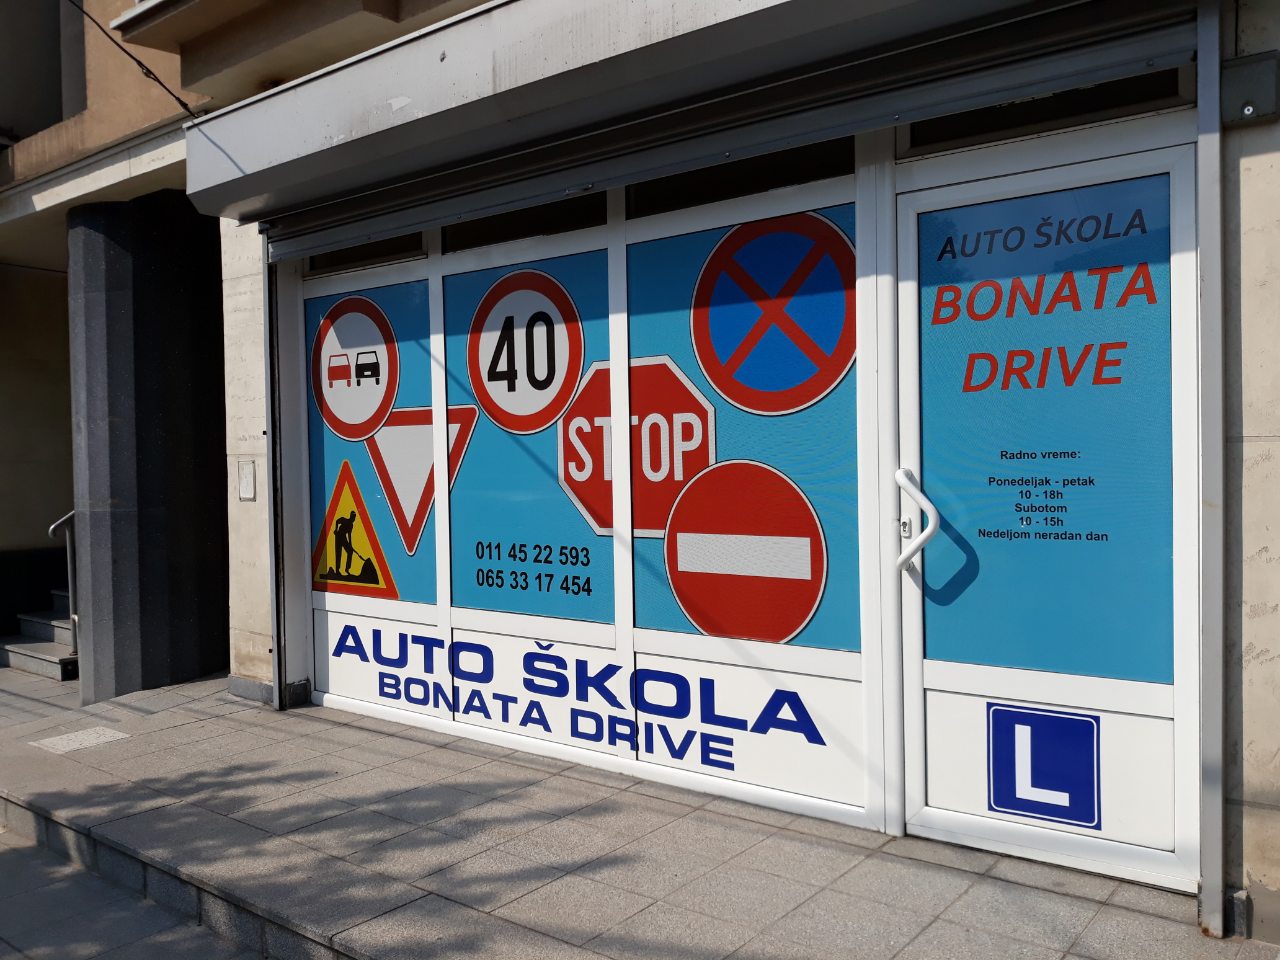 40
STTOP
011 45 22 593
065 33 17 454
AUTO ŠKOLA
BONATA DRIVE
AUTO ŠKOLA
BONATA
DRIVE
Radno vreme:
Ponedeljak - petak
10 - 18h
Subotom
10 - 15h
Nedeljom neradan dan
L